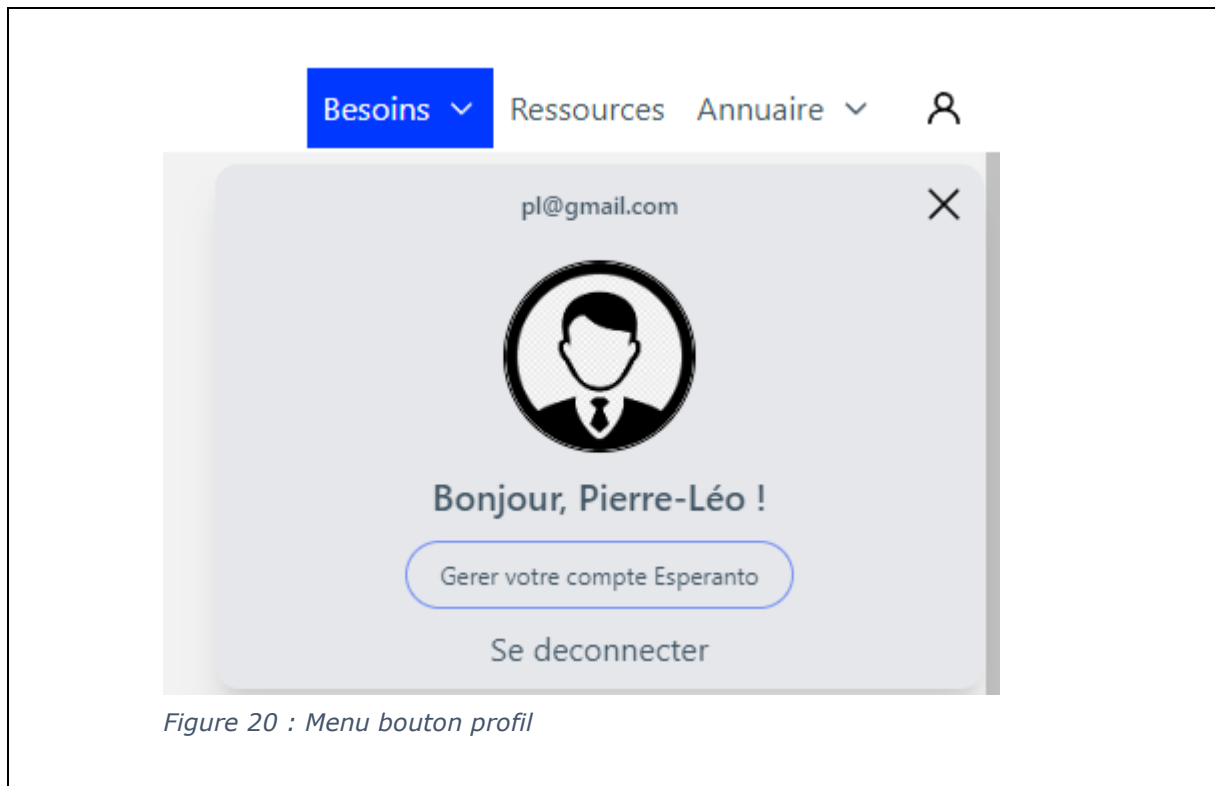 Besoins Ressources Annuaire
pl@gmail.com
Bonjour, Pierre-Léo !
Gerer votre compte Esperanto
Se deconnecter
Figure 20 : Menu bouton profil